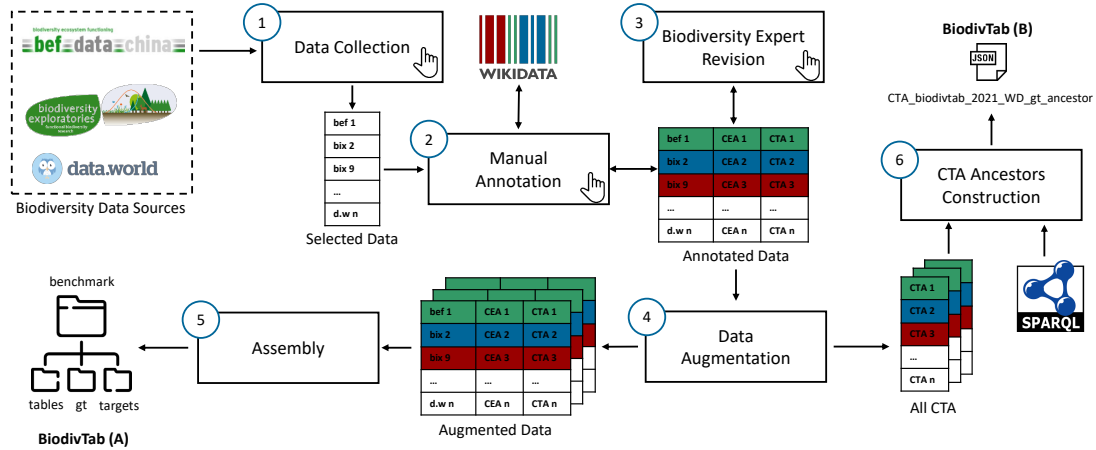 biodiversity ecosystem functioning
bef data china
biodiversity
exploratories
functional biodiversity
research
data.world
Biodiversity Data Sources
1
Data Collection
bef 1
bix 2
bix 9
...
d.w n
Selected Data
WIKIDATA
2
Manual
Annotation
3
Biodiversity Expert
Revision
bef 1 CEA 1 CTA 1
bix 2 CEA 2 CTA 2
bix 9 CEA 3 CTA 3
... ... ...
d.w n CEA n CTA n
Annotated Data
BiodivTab (B)
JSON
CTA_biodivtab_2021_WD_gt_ancestor
6
CTA Ancestors
Construction
SPARQL
CTA 1
CTA 2
CTA 3
...
CTA n
All CTA
4
Data
Augmentation
bef 1 CEA 1 CTA 1
bix 2 CEA 2 CTA 2
bix 9 CEA 3 CTA 3
... ... ...
d.w n CEA n CTA n
Augmented Data
5
Assembly
benchmark
tables gt targets
BiodivTab (A)